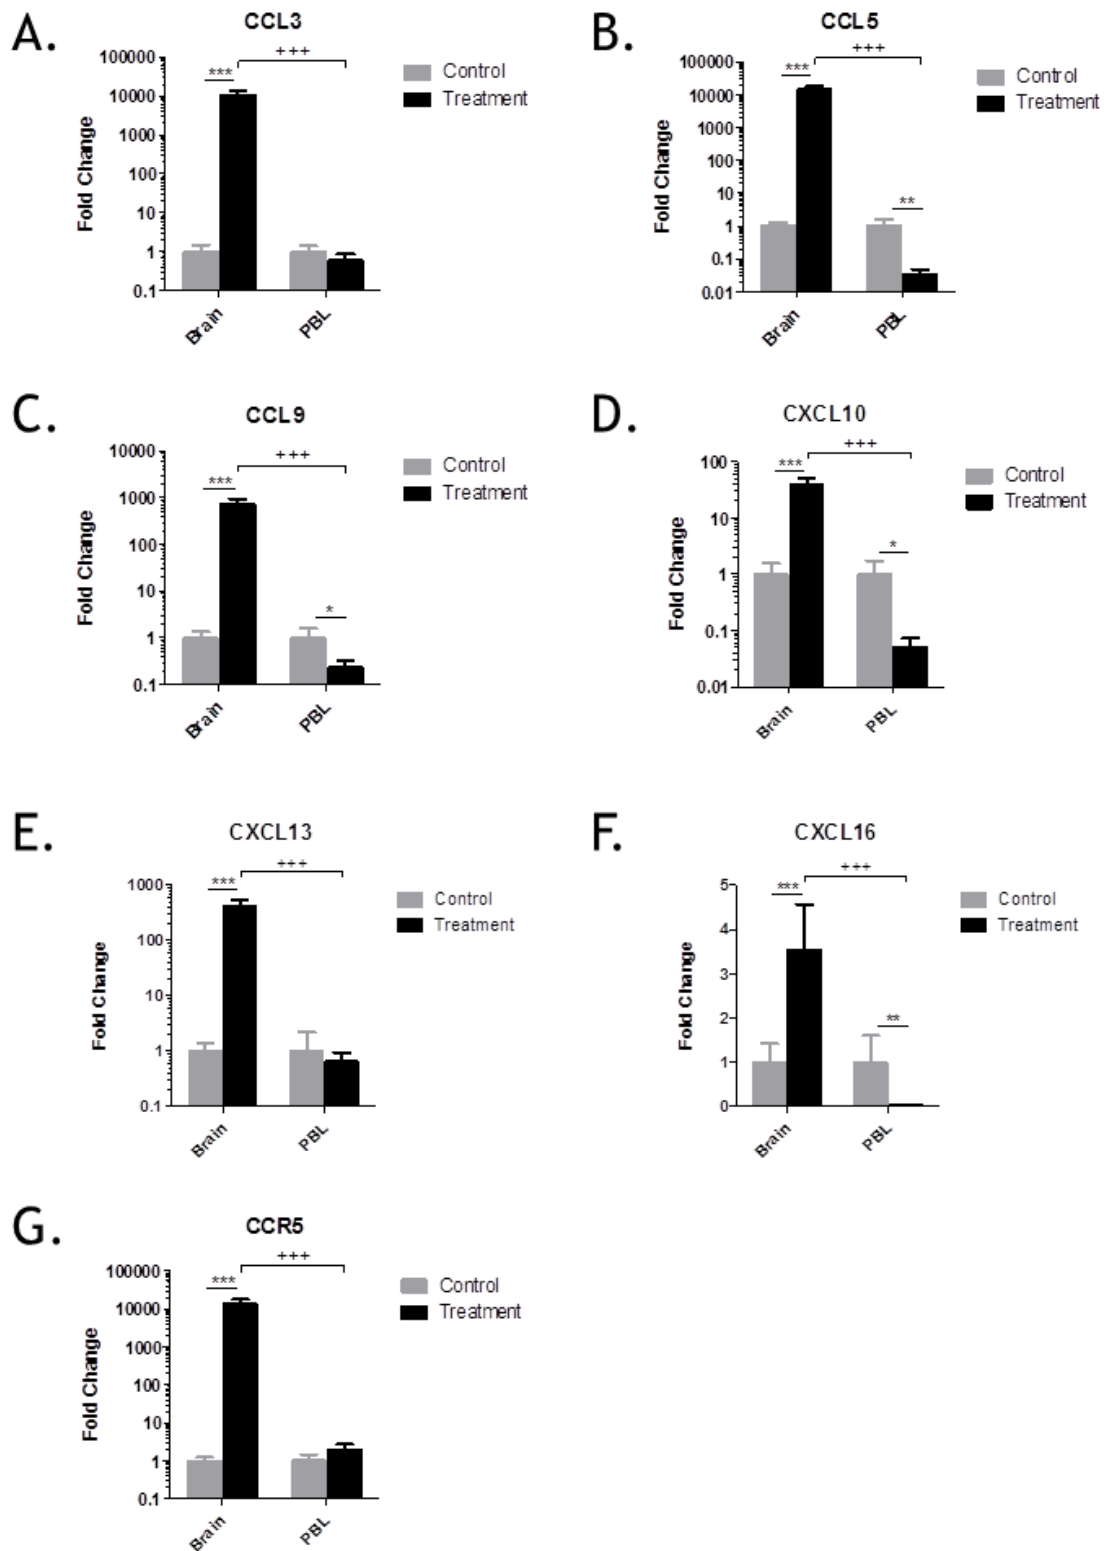 A.
CCL3
+++
***
100000
10000
1000
100
10
1
0.1
Fold Change
Brain
PBL
Control
Treatment
B.
CCL5
+++
***
**
100000
10000
1000
100
10
1
0.1
0.01
Fold Change
Brain
PBL
Control
Treatment
C.
CCL9
+++
***
*
10000
1000
100
10
1
0.1
Fold Change
Brain
PBL
Control
Treatment
D.
CXCL10
+++
***
*
100
10
1
0.1
0.01
Fold Change
Brain
PBL
Control
Treatment
E.
CXCL13
+++
***
1000
100
10
1
0.1
Fold Change
Brain
PBL
Control
Treatment
F.
CXCL16
+++
***
**
5
4
3
2
1
0
Fold Change
Brain
PBL
Control
Treatment
G.
CCR5
+++
***
100000
10000
1000
100
10
1
0.1
Fold Change
Brain
PBL
Control
Treatment